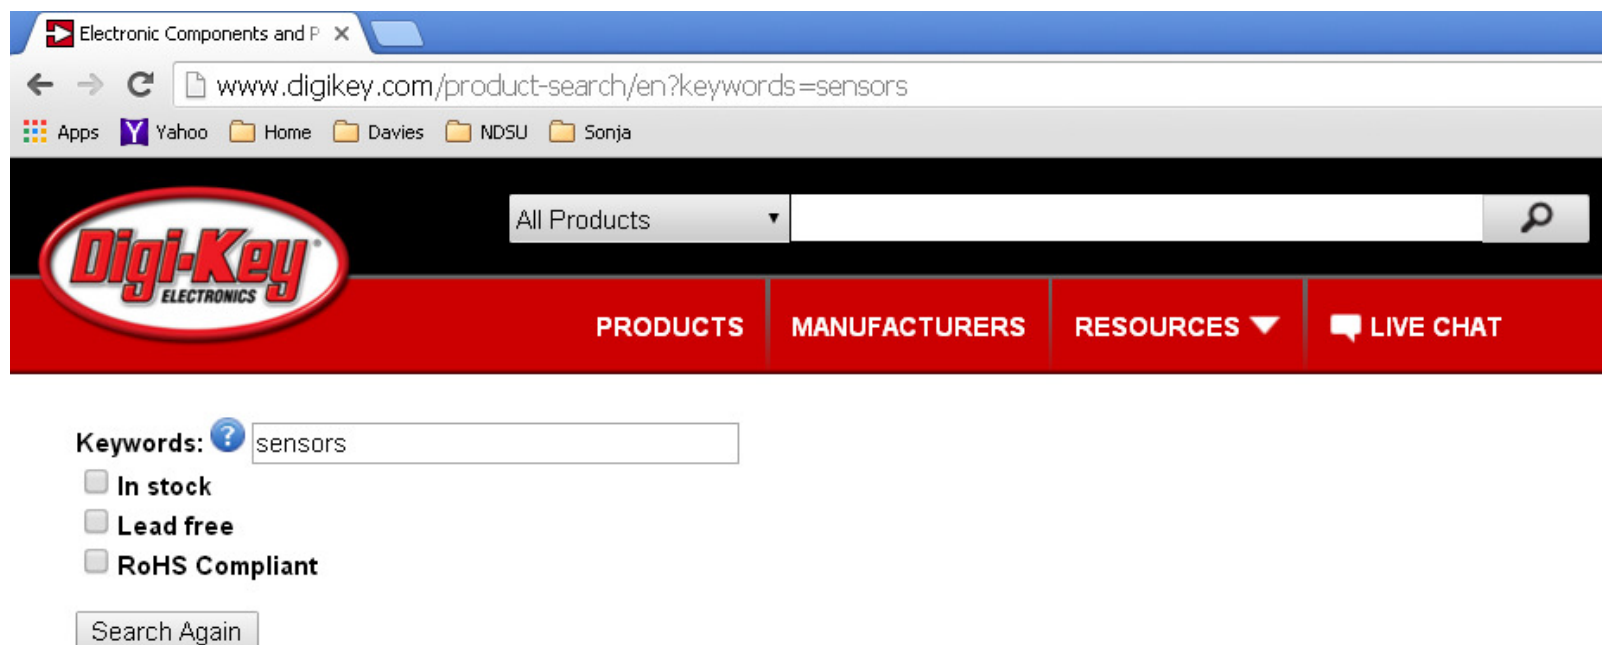 Electronic Components and P
www.digikey.com/product-search/en?keywords=sensors
Apps Yahoo Home Davies NDSU Sonja
All Products
Digi-Key
ELECTRONICS
PRODUCTS MANUFACTURERS RESOURCES LIVE CHAT
Keywords: ? sensors
In stock
Lead free
RoHS Compliant
Search Again